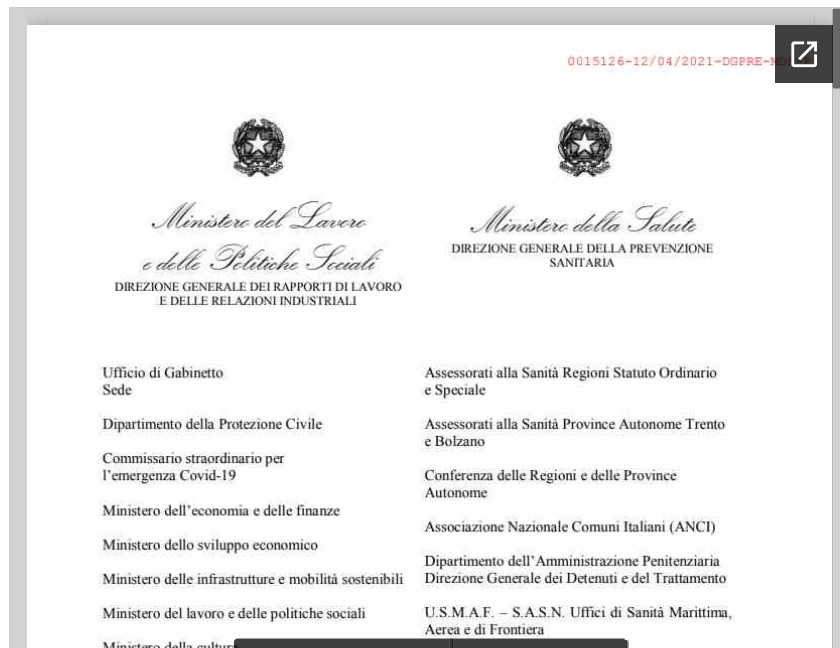 0015126-12/04/2021-DGPRE-
Ministero del Lavoro
e delle Politiche Sociali
DIREZIONE GENERALE DEI RAPPORTI DI LAVORO
E DELLE RELAZIONI INDUSTRIALI
Ministero della Salute
DIREZIONE GENERALE DELLA PREVENZIONE
SANITARIA
Ufficio di Gabinetto
Sede
Dipartimento della Protezione Civile
Commissario straordinario per
l’emergenza Covid-19
Ministero dell’economia e delle finanze
Ministero dello sviluppo economico
Ministero delle infrastrutture e mobilità sostenibili
Ministero del lavoro e delle politiche sociali
Ministero della
Assessorati alla Sanità Regioni Statuto Ordinario
e Speciale
Assessorati alla Sanità Province Autonome Trento
e Bolzano
Conferenza delle Regioni e delle Province
Autonome
Associazione Nazionale Comuni Italiani (ANCI)
Dipartimento dell’Amministrazione Penitenziaria
Direzione Generale dei Detenuti e del Trattamento
U.S.M.A.F. – S.A.S.N. Uffici di Sanità Marittima,
Aerea e di Frontiera